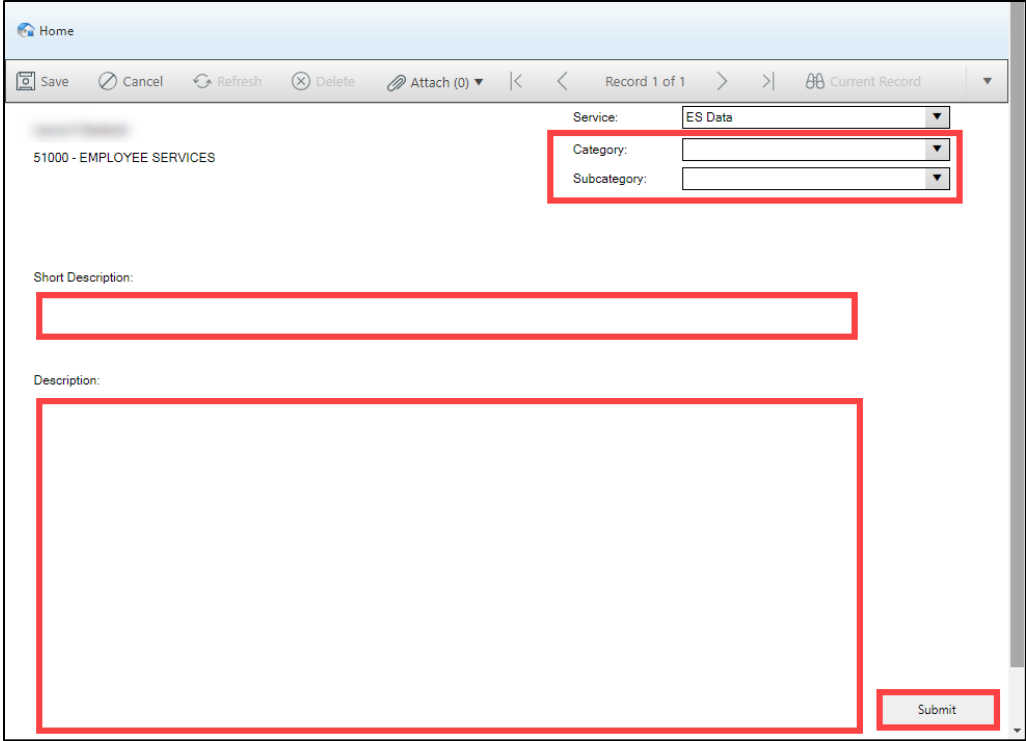 Home
Save Cancel Refresh Delete Attach (0) Record 1 of 1 Current Record
Service: ES Data
51000 - EMPLOYEE SERVICES
Category:
Subcategory:
Short Description:
Description:
Submit